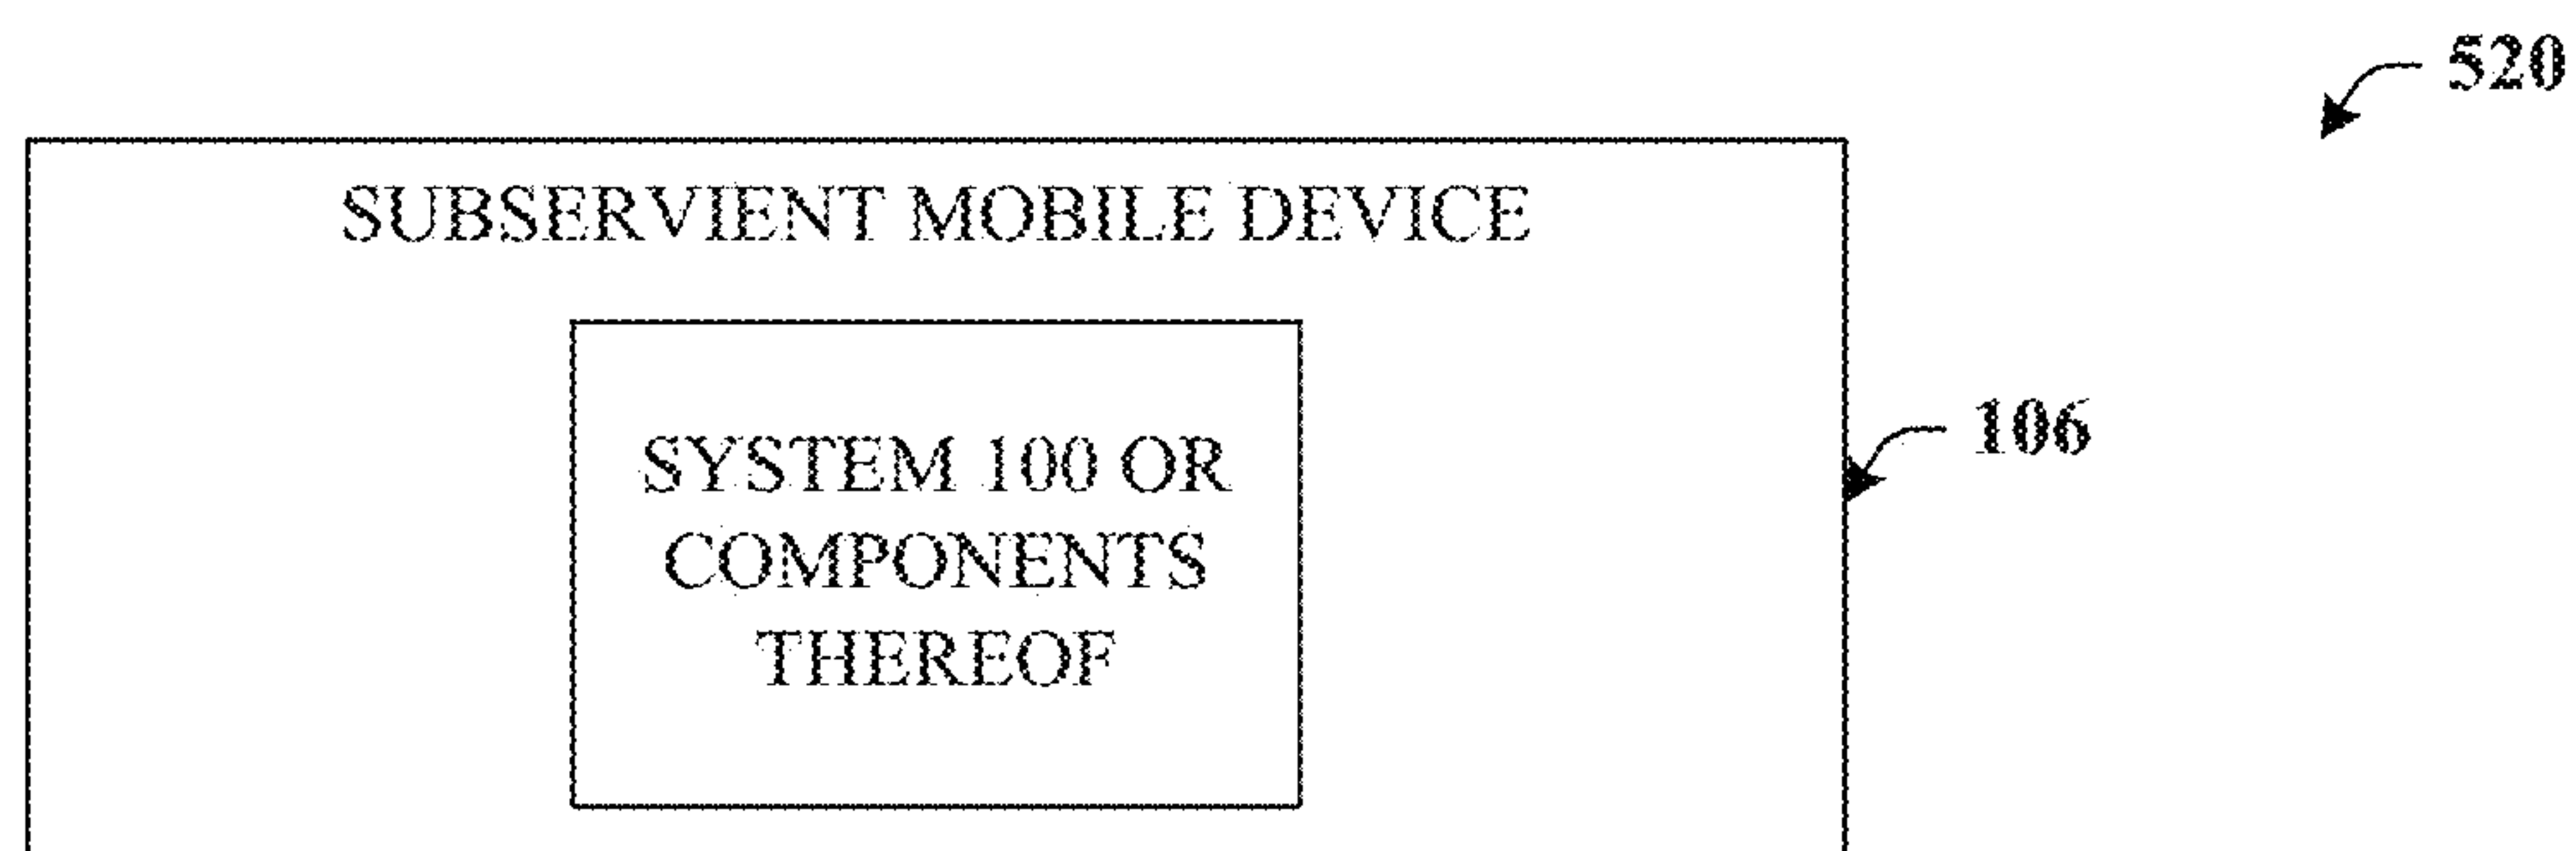 520
SUBSERVIENT MOBILE DEVICE
106
SYSTEM 100 OR
COMPONENTS
THEREOF